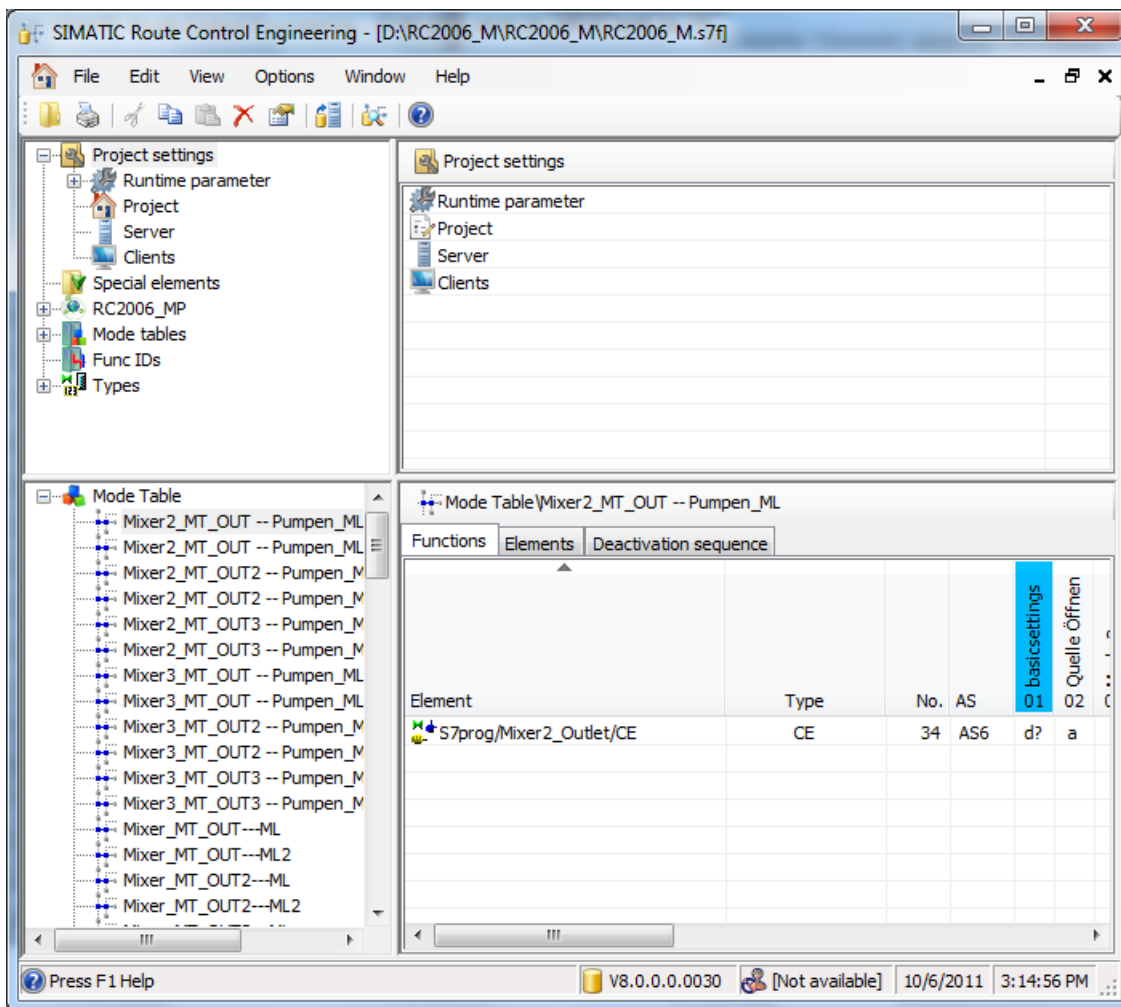 SIMATIC Route Control Engineering - [D:\RC2006_M\RC2006_M\RC2006_M.s7f]
File Edit View Options Window Help
Project settings
Runtime parameter
Project
Server
Clients
Special elements
RC2006_MP
Mode tables
Func IDs
Types
Project settings
Runtime parameter
Project
Server
Clients
Mode Table
Mixer2_MT_OUT -- Pumpen_ML
Mixer2_MT_OUT -- Pumpen_ML
Mixer2_MT_OUT2 -- Pumpen_M
Mixer2_MT_OUT2 -- Pumpen_M
Mixer2_MT_OUT3 -- Pumpen_M
Mixer2_MT_OUT3 -- Pumpen_M
Mixer3_MT_OUT -- Pumpen_ML
Mixer3_MT_OUT -- Pumpen_ML
Mixer3_MT_OUT2 -- Pumpen_M
Mixer3_MT_OUT2 -- Pumpen_M
Mixer3_MT_OUT3 -- Pumpen_M
Mixer3_MT_OUT3 -- Pumpen_M
Mixer_MT_OUT---ML
Mixer_MT_OUT---ML2
Mixer_MT_OUT2---ML
Mixer_MT_OUT2---ML2
Mode Table\Mixer2_MT_OUT -- Pumpen_ML
Functions Elements Deactivation sequence
Element Type No. AS 01 basicsettings 02 Quelle Öffnen
S7prog/Mixer2_Outlet/CE CE 34 AS6 d? a
Press F1 Help V8.0.0.0.0030 [Not available] 10/6/2011 3:14:56 PM